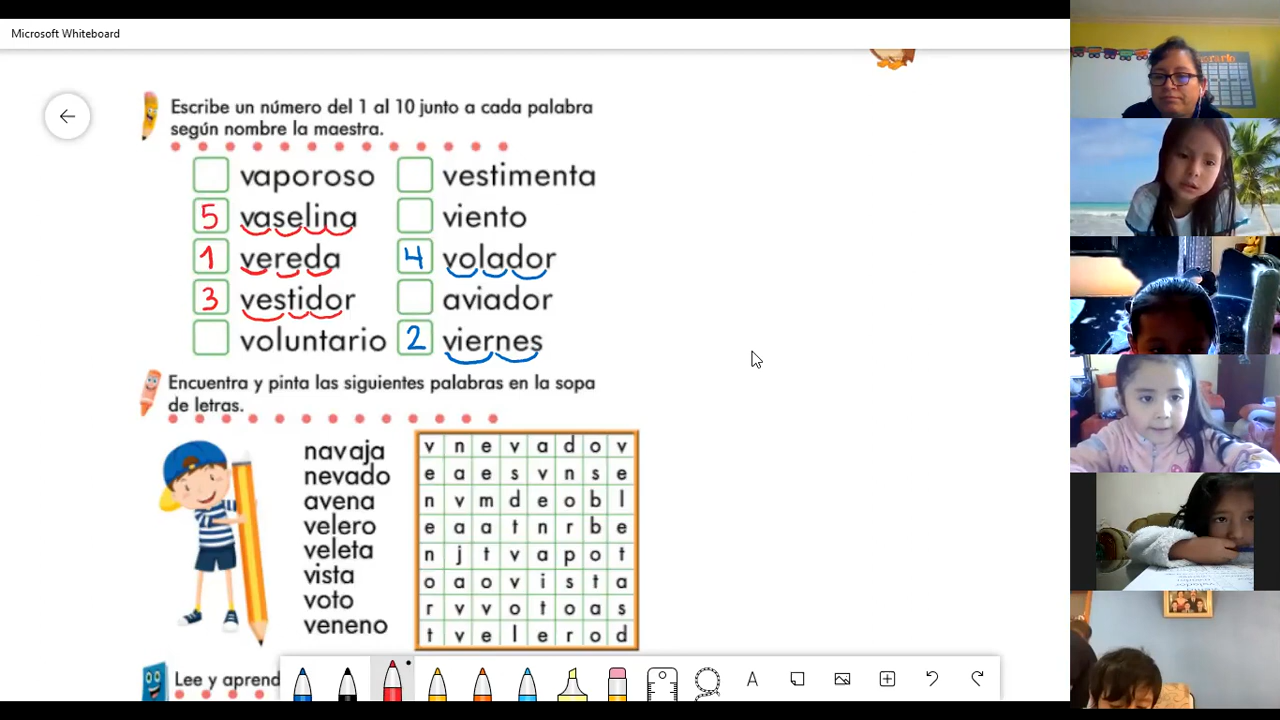 Microsoft Whiteboard
Escribe un número del 1 al 10 junto a cada palabra
según nombre la maestra.
vaporoso vestimenta
5 vaselina viento
1 vereda 4 volador
3 vestidor aviador
voluntario 2 viernes
Encuentra y pinta las siguientes palabras en la sopa
de letras.
navaja
nevado
avena
velero
veleta
vista
voto
veneno
v n e v a d o v
e a e s v n s e
n v m d e o b l
e a a t n r b e
n j t v a p o t
o a o v i s t a
r v v o t o a s
t v e l e r o d
Lee y aprend
A